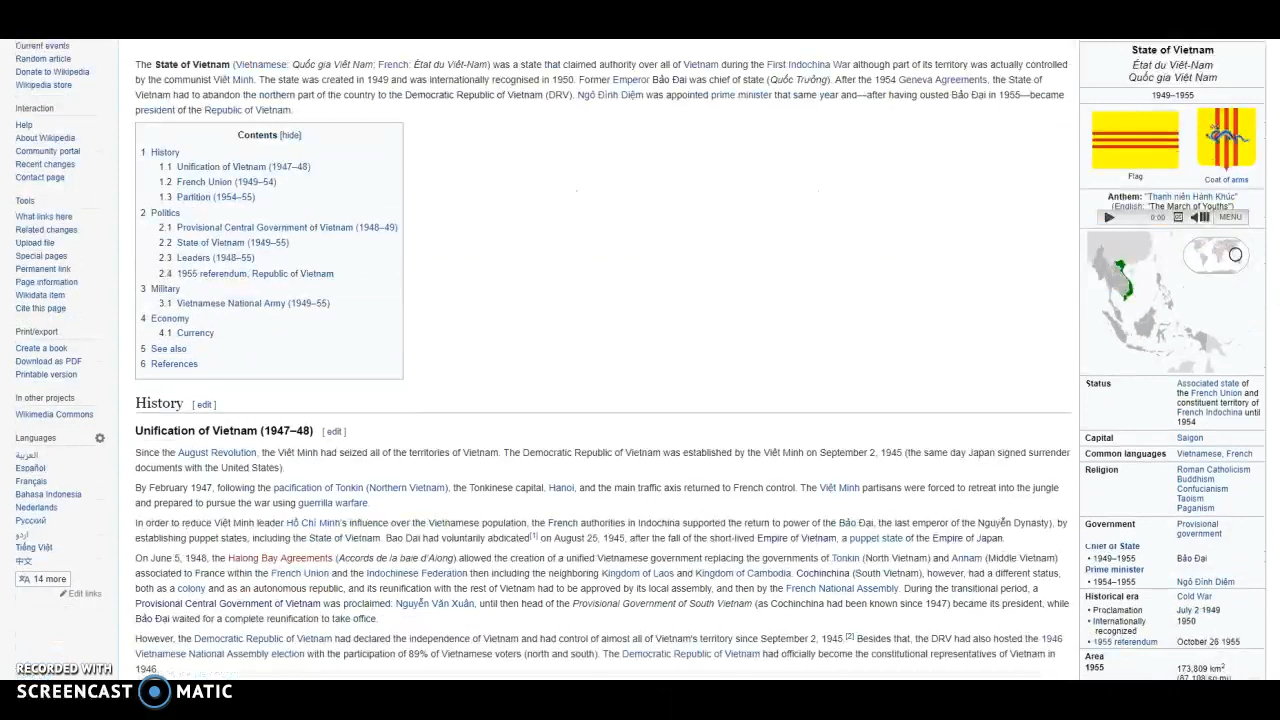 Current events
Random article
Donate to Wikipedia
Wikipedia store
Interaction
Help
About Wikipedia
Community portal
Recent changes
Contact page
Tools
What links here
Related changes
Upload file
Special pages
Permanent link
Page information
Wikidata item
Cite this page
Print/export
Create a book
Download as PDF
Printable version
In other projects
Wikimedia Commons
Languages
العربية
Español
Français
Bahasa Indonesia
Nederlands
Русский
اردو
Tiếng Việt
中文
14 more
Edit links
The State of Vietnam (Vietnamese: Quốc gia Việt Nam; French: État du Viêt-Nam) was a state that claimed authority over all of Vietnam during the First Indochina War although part of its territory was actually controlled
by the communist Việt Minh. The state was created in 1949 and was internationally recognised in 1950. Former Emperor Bảo Đại was chief of state (Quốc Trưởng). After the 1954 Geneva Agreements, the State of
Vietnam had to abandon the northern part of the country to the Democratic Republic of Vietnam (DRV). Ngô Đình Diệm was appointed prime minister that same year and—after having ousted Bảo Đại in 1955—became
president of the Republic of Vietnam.
Contents [hide]
1 History
1.1 Unification of Vietnam (1947–48)
1.2 French Union (1949–54)
1.3 Partition (1954–55)
2 Politics
2.1 Provisional Central Government of Vietnam (1948–49)
2.2 State of Vietnam (1949–55)
2.3 Leaders (1948–55)
2.4 1955 referendum, Republic of Vietnam
3 Military
3.1 Vietnamese National Army (1949–55)
4 Economy
4.1 Currency
5 See also
6 References
History [ edit ]
Unification of Vietnam (1947–48) [ edit ]
Since the August Revolution, the Việt Minh had seized all of the territories of Vietnam. The Democratic Republic of Vietnam was established by the Việt Minh on September 2, 1945 (the same day Japan signed surrender
documents with the United States).
By February 1947, following the pacification of Tonkin (Northern Vietnam), the Tonkinese capital, Hanoi, and the main traffic axis returned to French control. The Việt Minh partisans were forced to retreat into the jungle
and prepared to pursue the war using guerrilla warfare.
In order to reduce Việt Minh leader Hồ Chí Minh's influence over the Vietnamese population, the French authorities in Indochina supported the return to power of the Bảo Đại, the last emperor of the Nguyễn Dynasty), by
establishing puppet states, including the State of Vietnam. Bao Dai had voluntarily abdicated[1] on August 25, 1945, after the fall of the short-lived Empire of Vietnam, a puppet state of the Empire of Japan.
On June 5, 1948, the Halong Bay Agreements (Accords de la baie d'Along) allowed the creation of a unified Vietnamese government replacing the governments of Tonkin (North Vietnam) and Annam (Middle Vietnam)
associated to France within the French Union and the Indochinese Federation then including the neighboring Kingdom of Laos and Kingdom of Cambodia. Cochinchina (South Vietnam), however, had a different status,
both as a colony and as an autonomous republic, and its reunification with the rest of Vietnam had to be approved by its local assembly, and then by the French National Assembly. During the transitional period, a
Provisional Central Government of Vietnam was proclaimed: Nguyễn Văn Xuân, until then head of the Provisional Government of South Vietnam (as Cochinchina had been known since 1947) became its president, while
Bảo Đại waited for a complete reunification to take office.
However, the Democratic Republic of Vietnam had declared the independence of Vietnam and had control of almost all of Vietnam's territory since September 2, 1945 [2] Besides that, the DRV had also hosted the 1946
Vietnamese National Assembly election with the participation of 89% of Vietnamese voters (north and south). The Democratic Republic of Vietnam had officially become the constitutional representatives of Vietnam in
1946
State of Vietnam
État du Viêt-Nam
Quốc gia Việt Nam
1949–1955
Flag
Coat of arms
Anthem: "Thanh niên Hành Khúc"
(English: "The March of Youths")
0:00 MENU
Status Associated state of
the French Union and
constituent territory of
French Indochina until
1954
Capital Saigon
Common languages Vietnamese, French
Religion Roman Catholicism
Buddhism
Confucianism
Taoism
Paganism
Government Provisional
government
Chief of State
• 1949–1955 Bảo Đại
Prime minister
• 1954–1955 Ngô Đình Diệm
Historical era Cold War
• Proclamation July 2 1949
• Internationally 1950
recognized
• 1955 referendum October 26 1955
Area
1955 173,809 km2
(67,108 sq mi)
RECORDED WITH
SCREENCAST MATIC